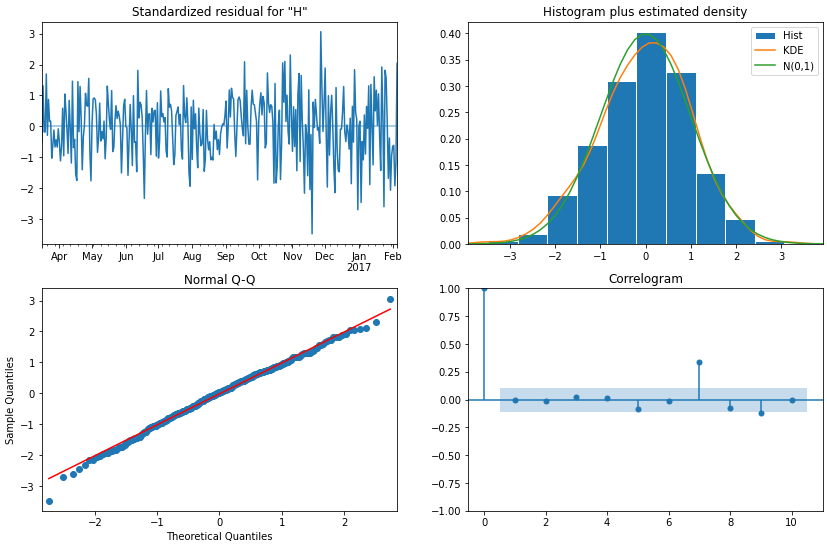 Standardized residual for "H"
3
2
1
0
−1
−2
−3
Apr May Jun Jul Aug Sep Oct Nov Dec Jan Feb
2017
Histogram plus estimated density
Hist
KDE
N(0,1)
0.40
0.35
0.30
0.25
0.20
0.15
0.10
0.05
0.00
−3 −2 −1 0 1 2 3
Normal Q-Q
Sample Quantiles
3
2
1
0
−1
−2
−3
−2 −1 0 1 2
Theoretical Quantiles
Correlogram
1.00
0.75
0.50
0.25
0.00
−0.25
−0.50
−0.75
−1.00
0 2 4 6 8 10